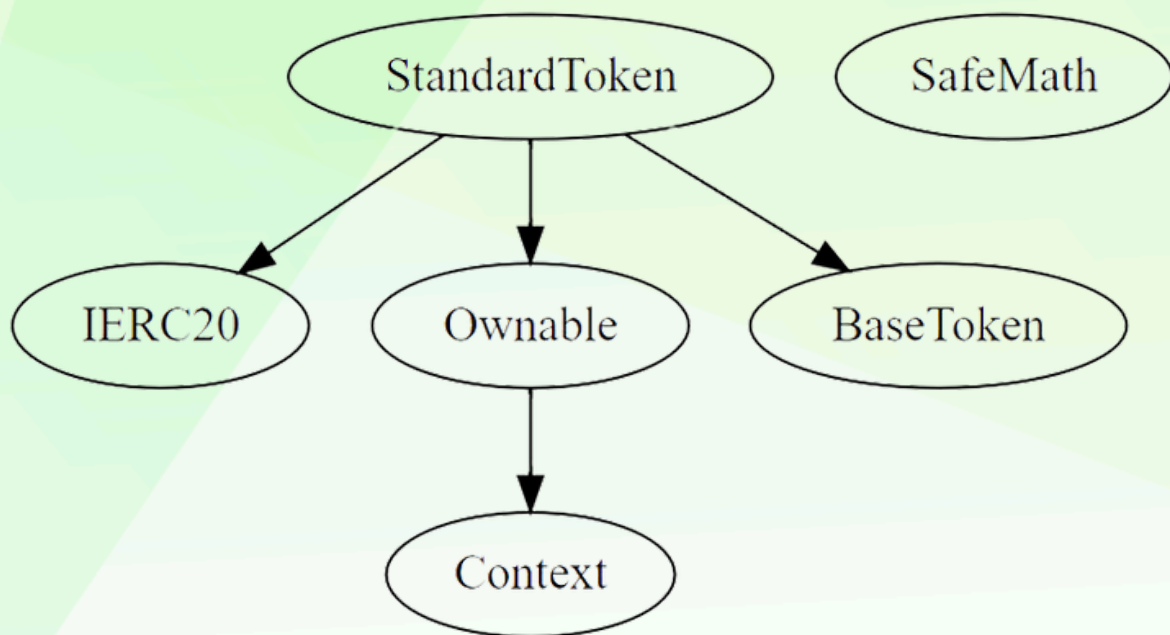 StandardToken
SafeMath
IERC20
Ownable
BaseToken
Context